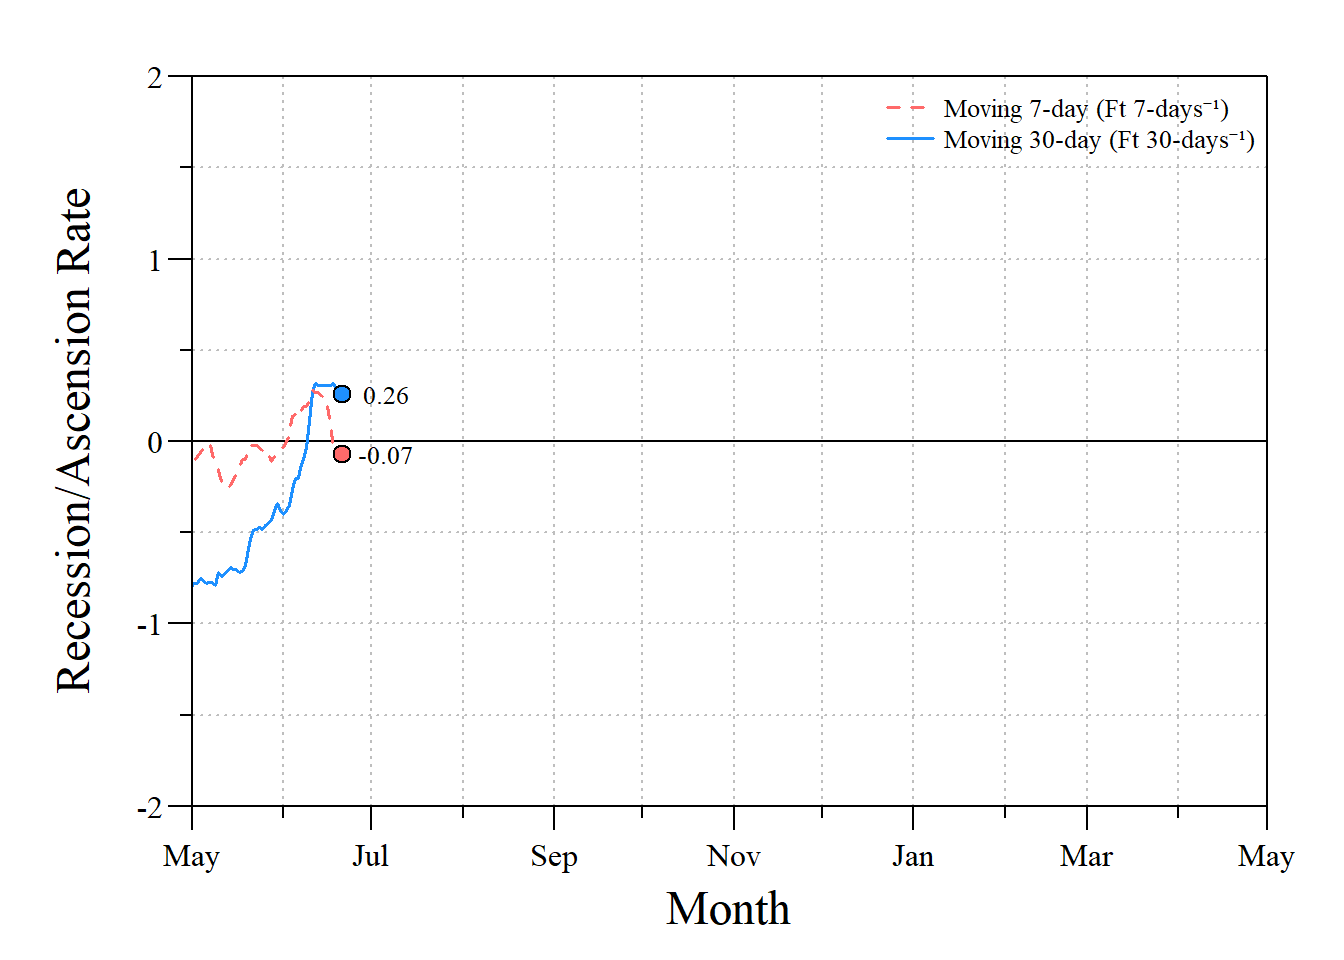 2
1
0
-1
-2
Recession/Ascension Rate
Moving 7-day (Ft 7-days⁻¹)
Moving 30-day (Ft 30-days⁻¹)
0.26
-0.07
May Jul Sep Nov Jan Mar May
Month